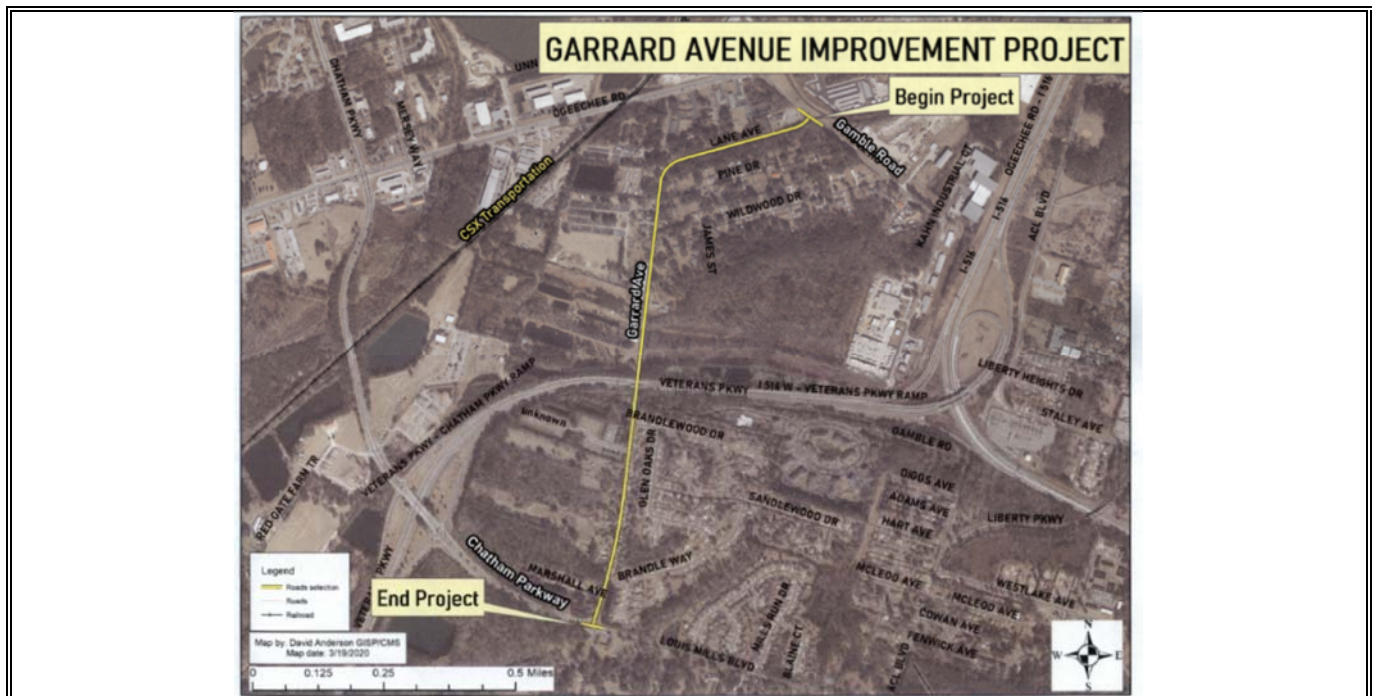 GARRARD AVENUE IMPROVEMENT PROJECT
UNN
Begin Project
CHATHAM PKWY
MERSEY WAY
OGEECHEE RD
LANE AVE
Gamble Road
PINE DR
WILDWOOD DR
JAMES ST
KAHN INDUSTRIAL CT
OGEECHEE RD - I 516
I-516
I-516
ACL BLVD
CSX Transportation
Garrard Ave
VETERANS PKWY - CHATHAM PKWY RAMP
VETERANS PKWY
I 516 W - VETERANS PKWY RAMP
LIBERTY HEIGHTS DR
STALEY AVE
unknown
BRANDLEWOOD DR
GAMBLE RD
GLEN OAKS DR
DIGGS AVE
ADAMS AVE
SANDLEWOOD DR
HART AVE
LIBERTY PKWY
RED GATE FARM TR
Chatham Parkway
MARSHALL AVE
BRANDLE WAY
MCLEOD AVE
MCLEOD AVE
WESTLAKE AVE
COWAN AVE
FENWICK AVE
MILLS RUN DR
BLAINE CT
LOUIS MILLS BLVD
ACL BLVD
PKWY
End Project
Legend
Roads selection
Roads
Railroad
Map by: David Anderson GISP/CMS
Map date: 3/19/2020
0 0.125 0.25 0.5 Miles
N
W E
S